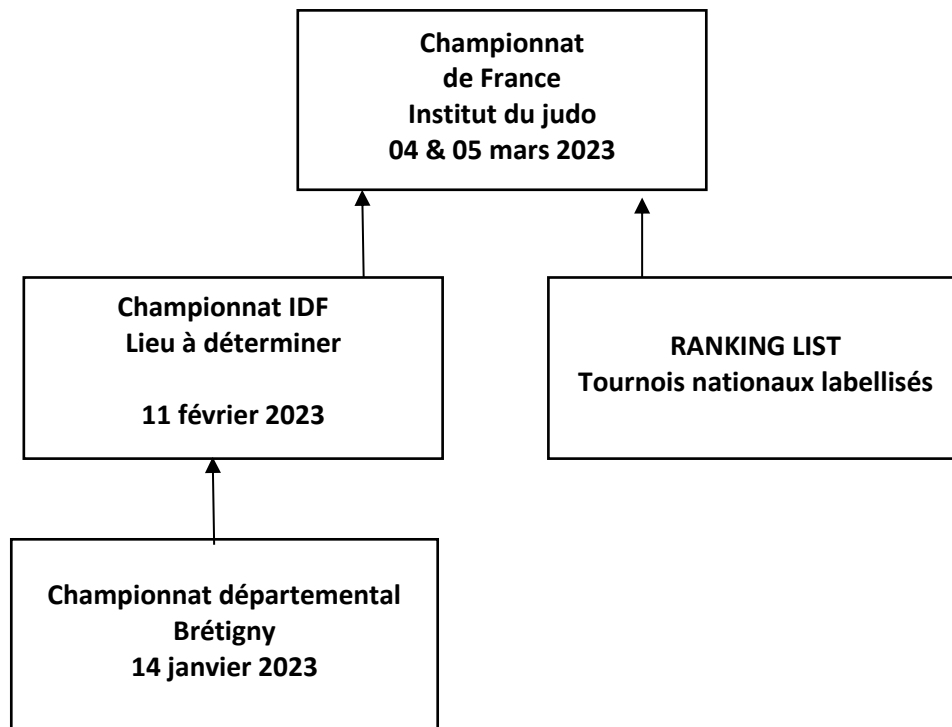 Championnat
de France
Institut du judo
04 & 05 mars 2023
Championnat IDF
Lieu à déterminer
11 février 2023
RANKING LIST
Tournois nationaux labellisés
Championnat départemental
Brétigny
14 janvier 2023